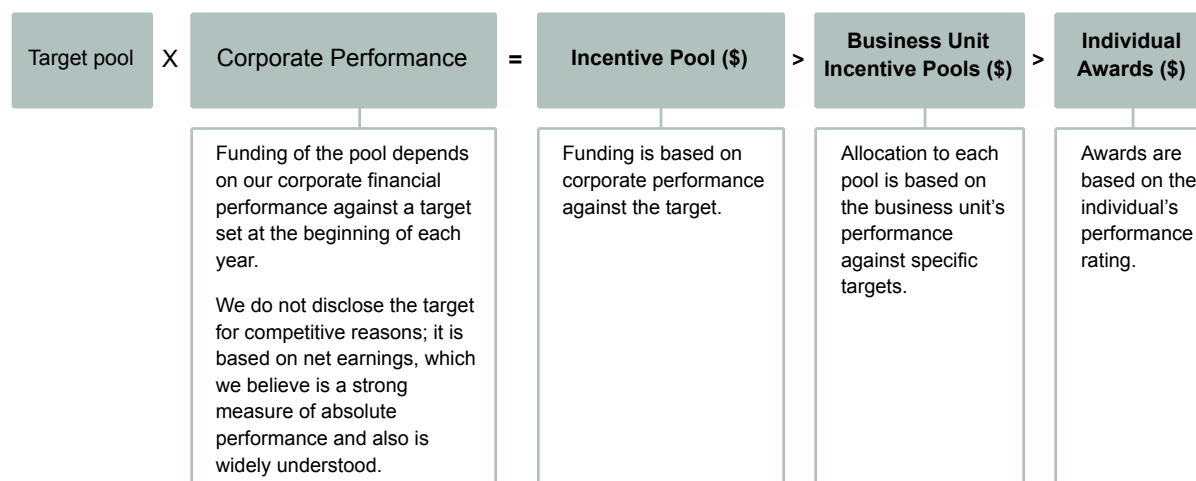 Target pool
X
Corporate Performance
=
Incentive Pool ($)
>
Business Unit
Incentive Pools ($)
>
Individual
Awards ($)
Funding of the pool depends
on our corporate financial
performance against a target
set at the beginning of each
year.
We do not disclose the target
for competitive reasons; it is
based on net earnings, which
we believe is a strong
measure of absolute
performance and also is
widely understood.
Funding is based on
corporate performance
against the target.
Allocation to each
pool is based on
the business unit’s
performance
against specific
targets.
Awards are
based on the
individual’s
performance
rating.